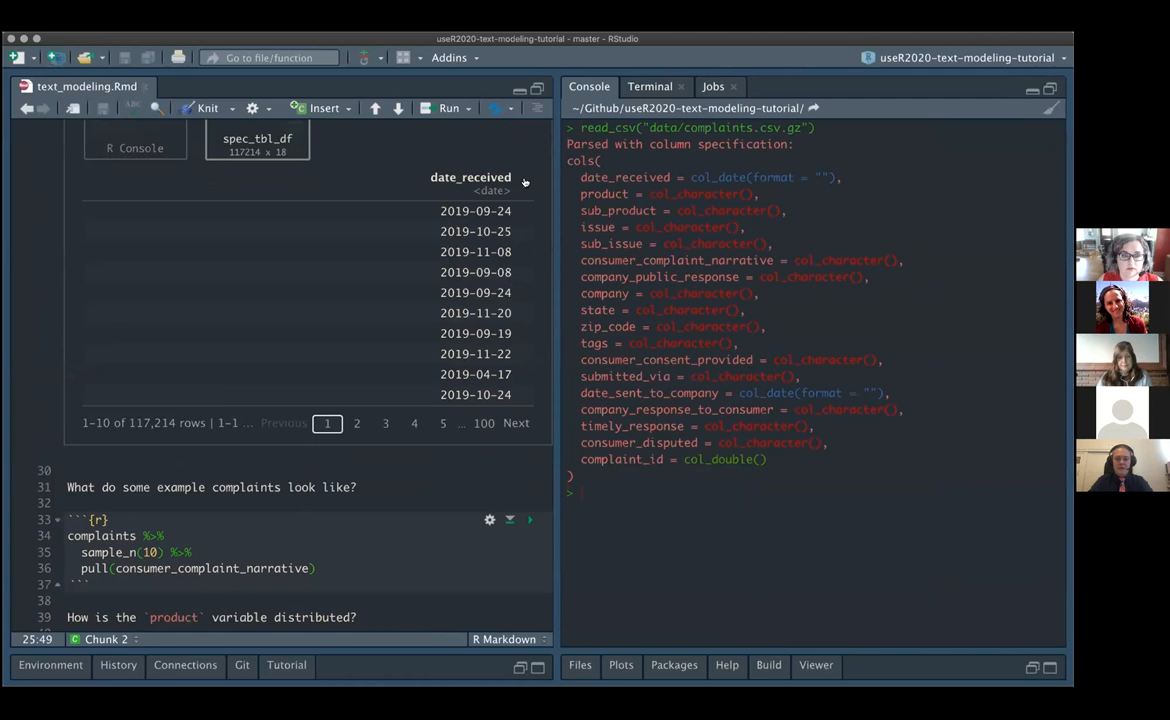 useR2020-text-modeling-tutorial - master - RStudio
Go to file/function
Addins
useR2020-text-modeling-tutorial
text_modeling.Rmd
ABC
Knit
Insert
Run
R Console
spec_tbl_df
117214 x 18
date_received
<date>
2019-09-24
2019-10-25
2019-11-08
2019-09-08
2019-09-24
2019-11-20
2019-09-19
2019-11-22
2019-04-17
2019-10-24
1-10 of 117,214 rows | 1-1 ... Previous 1 2 3 4 5 ... 100 Next
30
31 What do some example complaints look like?
32
33 ```{r}
34 complaints %>%
35 sample_n(10) %>%
36 pull(consumer_complaint_narrative)
37 ```
38
39 How is the `product` variable distributed?
25:49 Chunk 2 R Markdown
Environment History Connections Git Tutorial
Console Terminal Jobs
~/Github/useR2020-text-modeling-tutorial/
> read_csv("data/complaints.csv.gz")
Parsed with column specification:
cols(
date_received = col_date(format = ""),
product = col_character(),
sub_product = col_character(),
issue = col_character(),
sub_issue = col_character(),
consumer_complaint_narrative = col_character(),
company_public_response = col_character(),
company = col_character(),
state = col_character(),
zip_code = col_character(),
tags = col_character(),
consumer_consent_provided = col_character(),
submitted_via = col_character(),
date_sent_to_company = col_date(format = ""),
company_response_to_consumer = col_character(),
timely_response = col_character(),
consumer_disputed = col_character(),
complaint_id = col_double()
)
>
Files Plots Packages Help Build Viewer